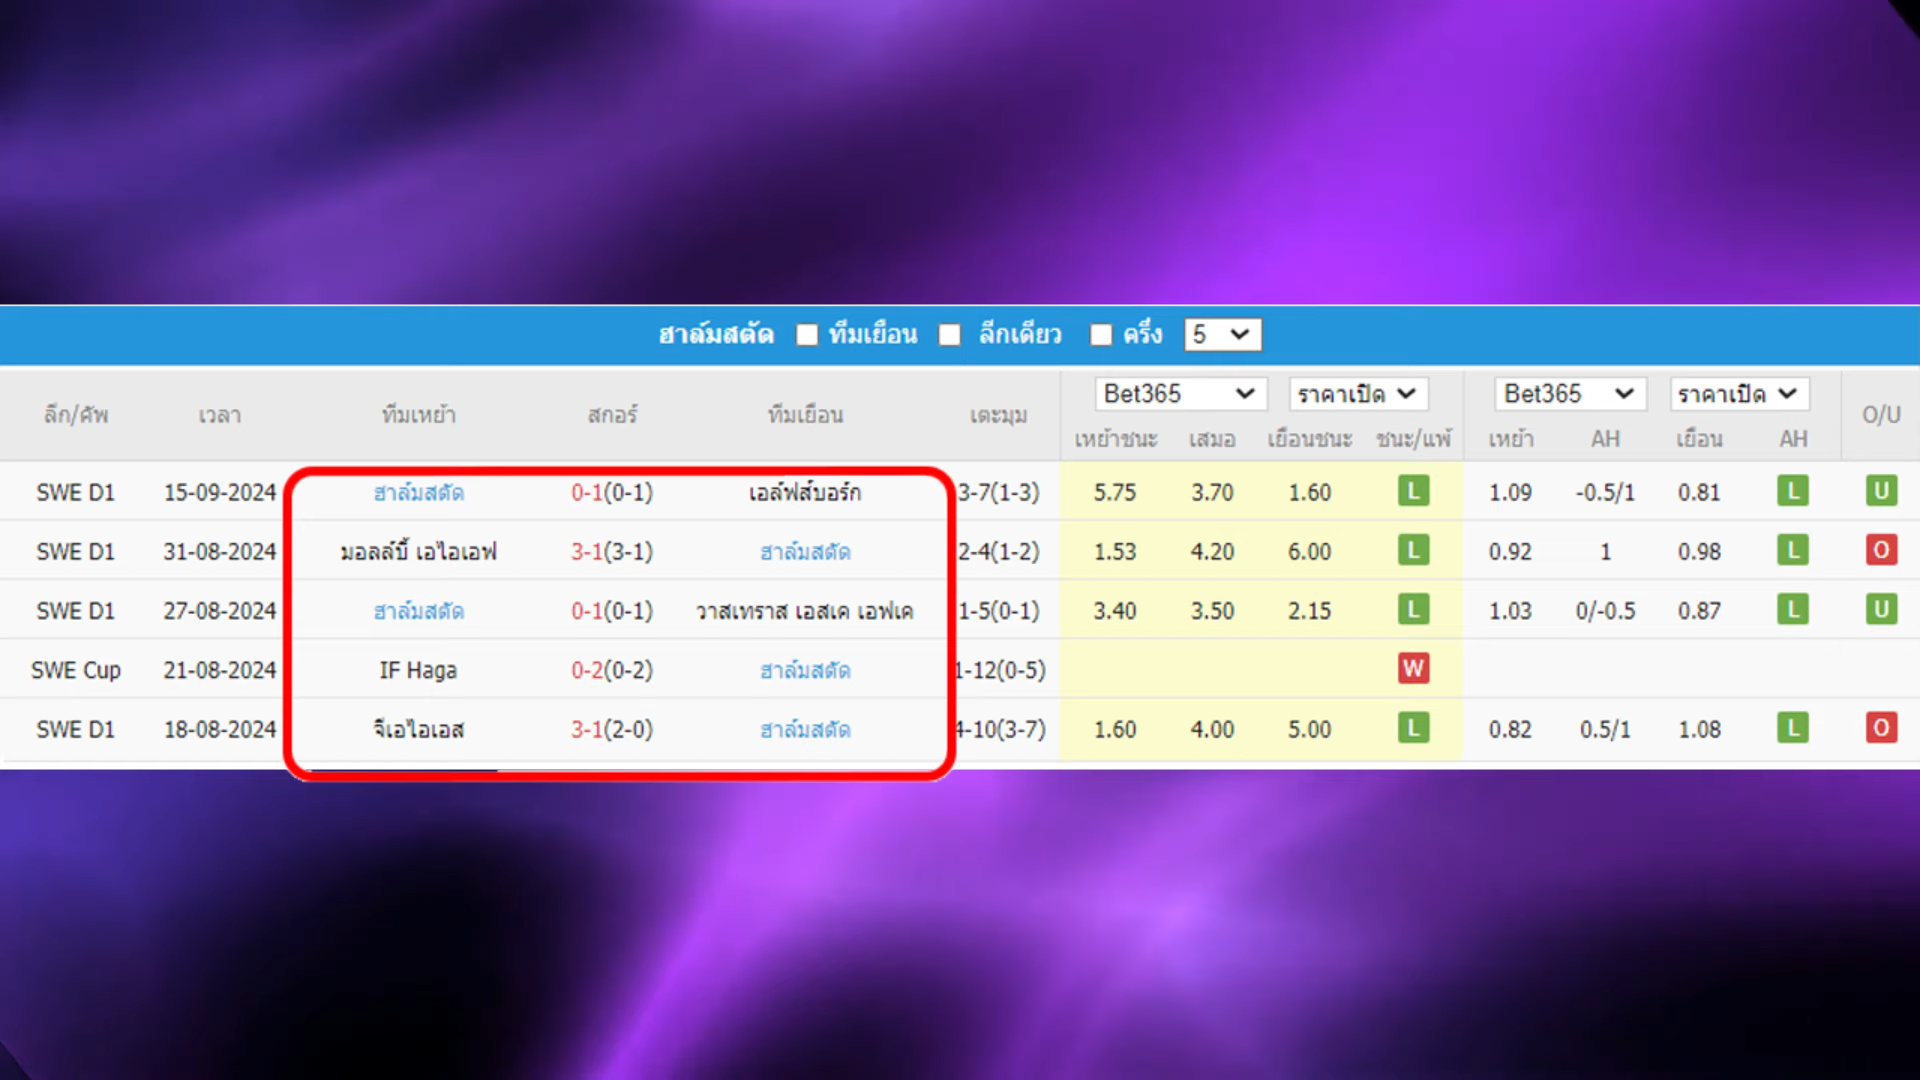 ฮาล์มสตัด ทีมเยือน ลีกเดียว ครึ่ง 5
ลีก/คัพ เวลา ทีมเหย้า สกอร์ ทีมเยือน เตะมุม Bet365 ราคาเปิด Bet365 ราคาเปิด O/U
เหย้าชนะ เสมอ เยือนชนะ ชนะ/แพ้ เหย้า AH เยือน AH
SWE D1 15-09-2024 ฮาล์มสตัด 0-1(0-1) เอล์ฟส์บอร์ก 3-7(1-3) 5.75 3.70 1.60 L 1.09 -0.5/1 0.81 L U
SWE D1 31-08-2024 มอลล์บี้ เอไอเอฟ 3-1(3-1) ฮาล์มสตัด 2-4(1-2) 1.53 4.20 6.00 L 0.92 1 0.98 L O
SWE D1 27-08-2024 ฮาล์มสตัด 0-1(0-1) วาสเทราส เอสเค เอฟเค 1-5(0-1) 3.40 3.50 2.15 L 1.03 0/-0.5 0.87 L U
SWE Cup 21-08-2024 IF Haga 0-2(0-2) ฮาล์มสตัด 1-12(0-5) W
SWE D1 18-08-2024 จีเอไอเอส 3-1(2-0) ฮาล์มสตัด 4-10(3-7) 1.60 4.00 5.00 L 0.82 0.5/1 1.08 L O